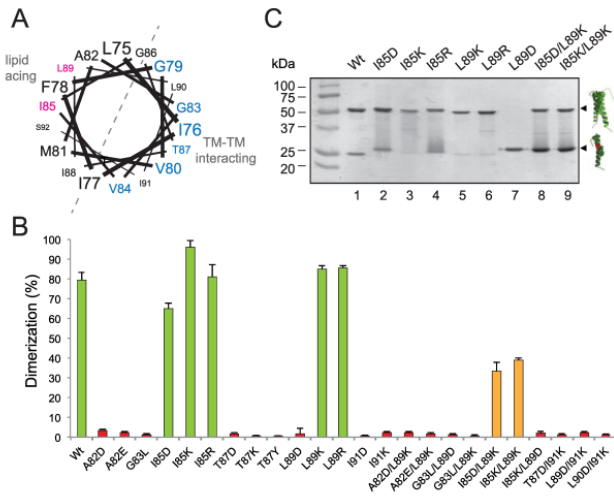 A
lipid
acing
TM-TM
interacting
L75
A82
G86
G79
L89
L90
F78
G83
I85
I76
S92
T87
M81
V80
I88
I91
I77
V84
C
kDa
Wt
I85D
I85K
I85R
L89K
L89R
L89D
I85D/L89K
I85K/L89K
100
75
50
37
25
20
1 2 3 4 5 6 7 8 9
B
Dimerization (%)
100
90
80
70
60
50
40
30
20
10
0
Wt
A82D
A82E
G83L
I85D
I85K
I85R
T87D
T87K
T87Y
L89D
L89K
L89R
I91D
I91K
A82D/L89K
A82E/L89K
G83L/L89D
G83L/L89K
I85D/L89K
I85K/L89K
I85K/L89D
T87D/I91K
L89D/I91K
L90D/I91K